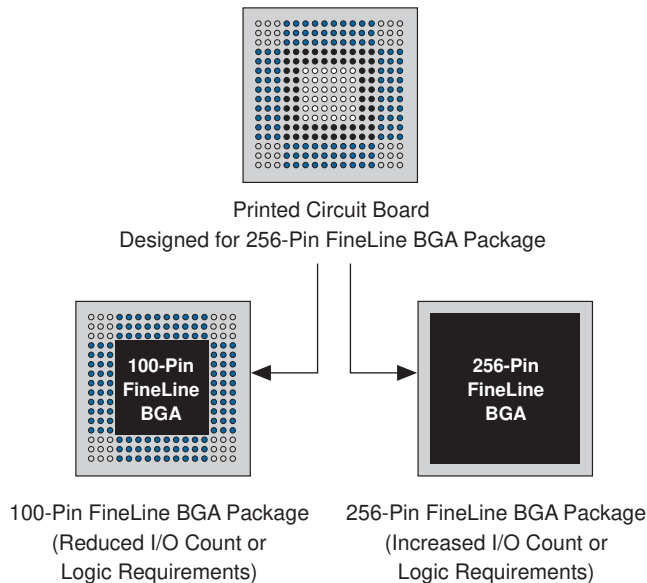 Printed Circuit Board
Designed for 256-Pin FineLine BGA Package
100-Pin
FineLine
BGA
256-Pin
FineLine
BGA
100-Pin FineLine BGA Package
(Reduced I/O Count or
Logic Requirements)
256-Pin FineLine BGA Package
(Increased I/O Count or
Logic Requirements)